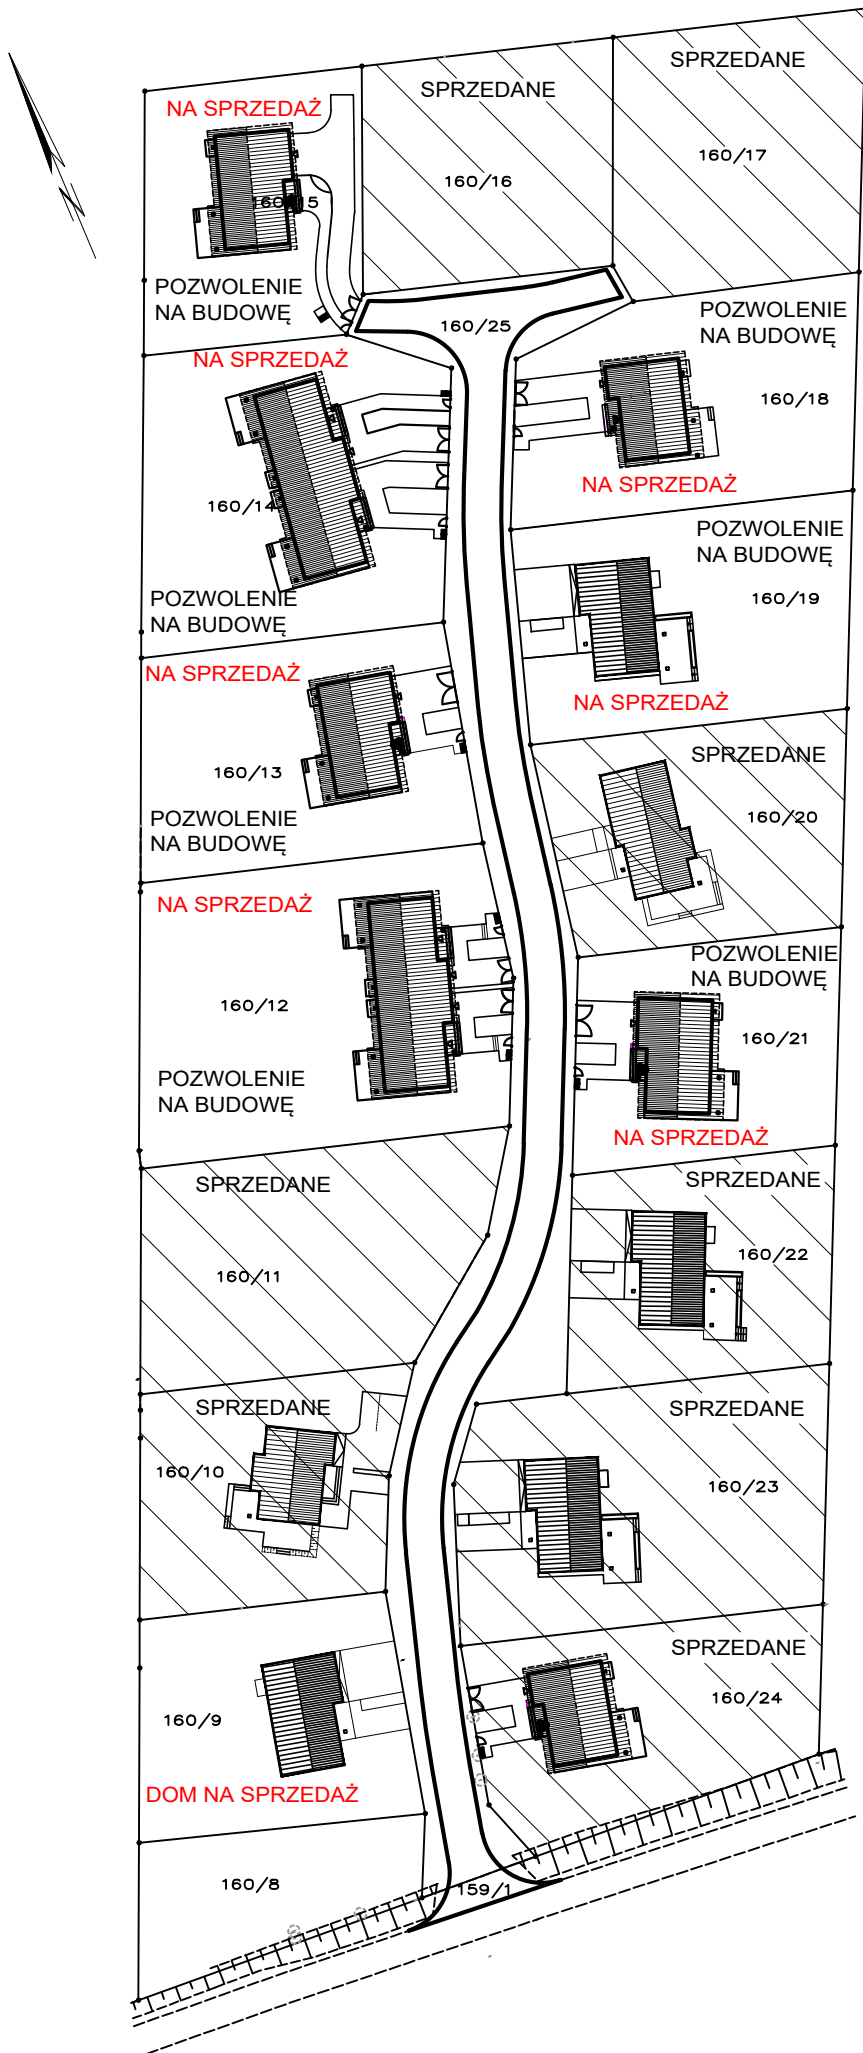 SPRZEDANE
160/17
SPRZEDANE
160/16
NA SPRZEDAŻ
160/15
POZWOLENIE
NA BUDOWĘ
160/25
POZWOLENIE
NA BUDOWĘ
160/18
NA SPRZEDAŻ
NA SPRZEDAŻ
160/14
POZWOLENIE
NA BUDOWĘ
POZWOLENIE
NA BUDOWĘ
160/19
NA SPRZEDAŻ
NA SPRZEDAŻ
160/13
POZWOLENIE
NA BUDOWĘ
SPRZEDANE
160/20
NA SPRZEDAŻ
160/12
POZWOLENIE
NA BUDOWĘ
POZWOLENIE
NA BUDOWĘ
160/21
NA SPRZEDAŻ
SPRZEDANE
160/11
SPRZEDANE
160/22
SPRZEDANE
160/10
SPRZEDANE
160/23
160/9
DOM NA SPRZEDAŻ
SPRZEDANE
160/24
160/8
159/1